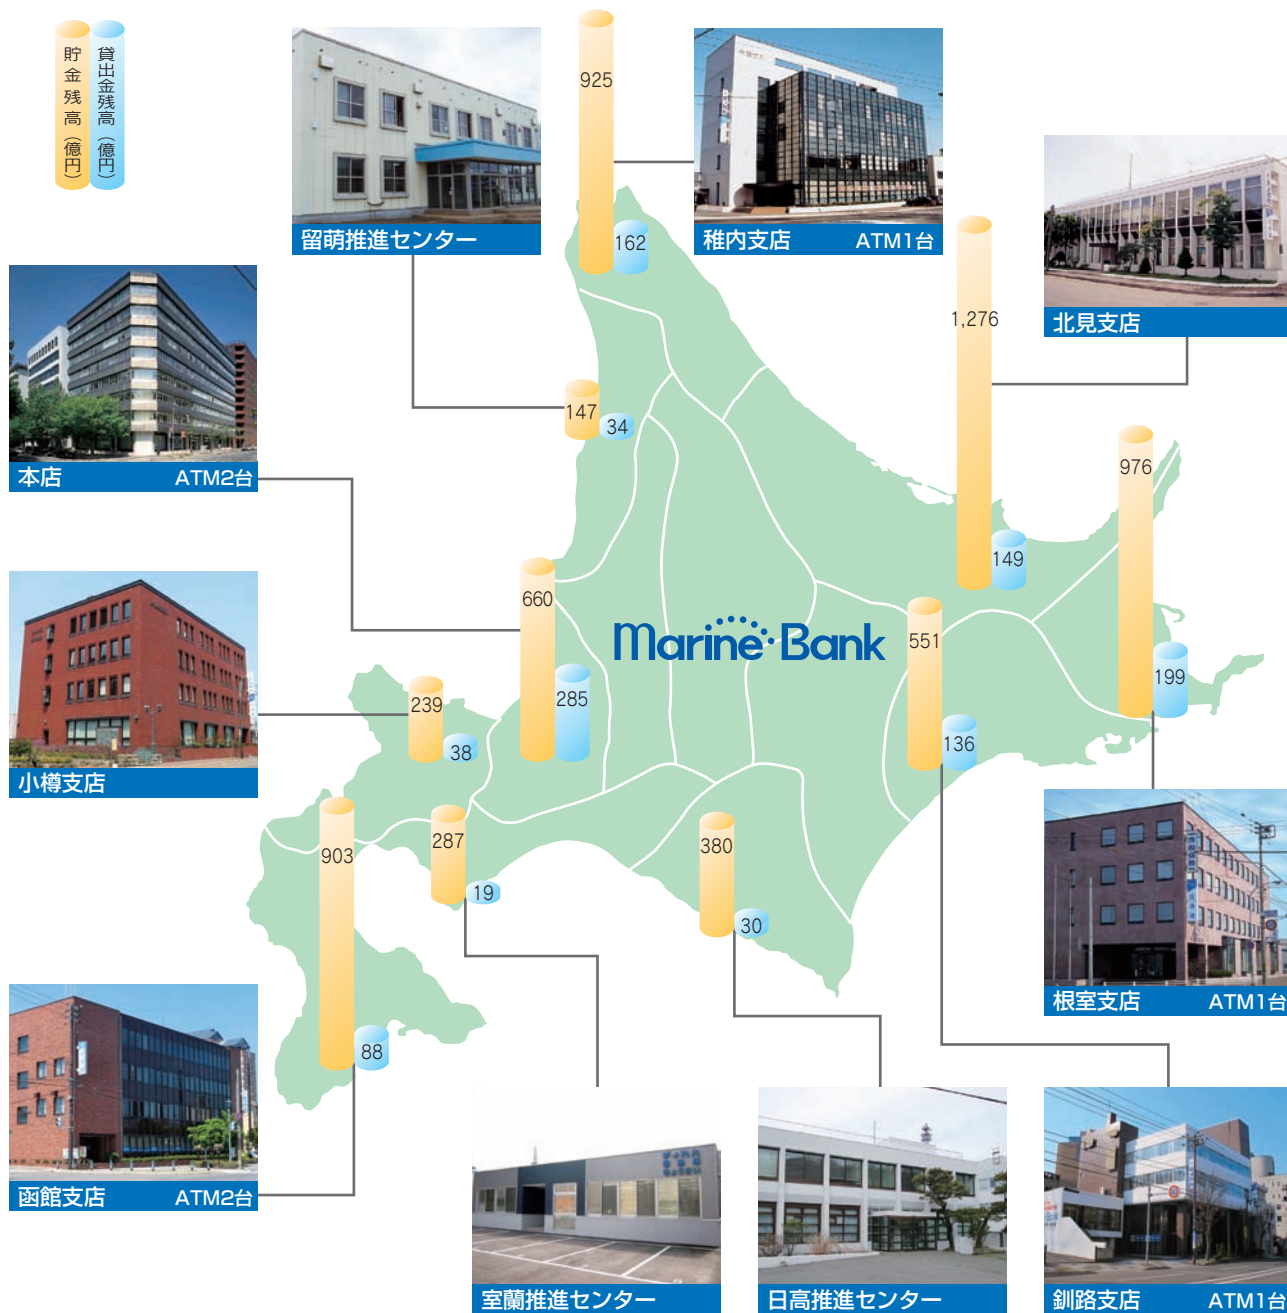 貯金残高（億円）
貸出金残高（億円）
925
162
留萌推進センター
稚内支店 ATM1台
北見支店
1,276
149
147
34
976
199
本店 ATM2台
660
285
Marine Bank
551
136
239
38
小樽支店
903
88
287
19
380
30
根室支店 ATM1台
函館支店 ATM2台
室蘭推進センター
日高推進センター
釧路支店 ATM1台